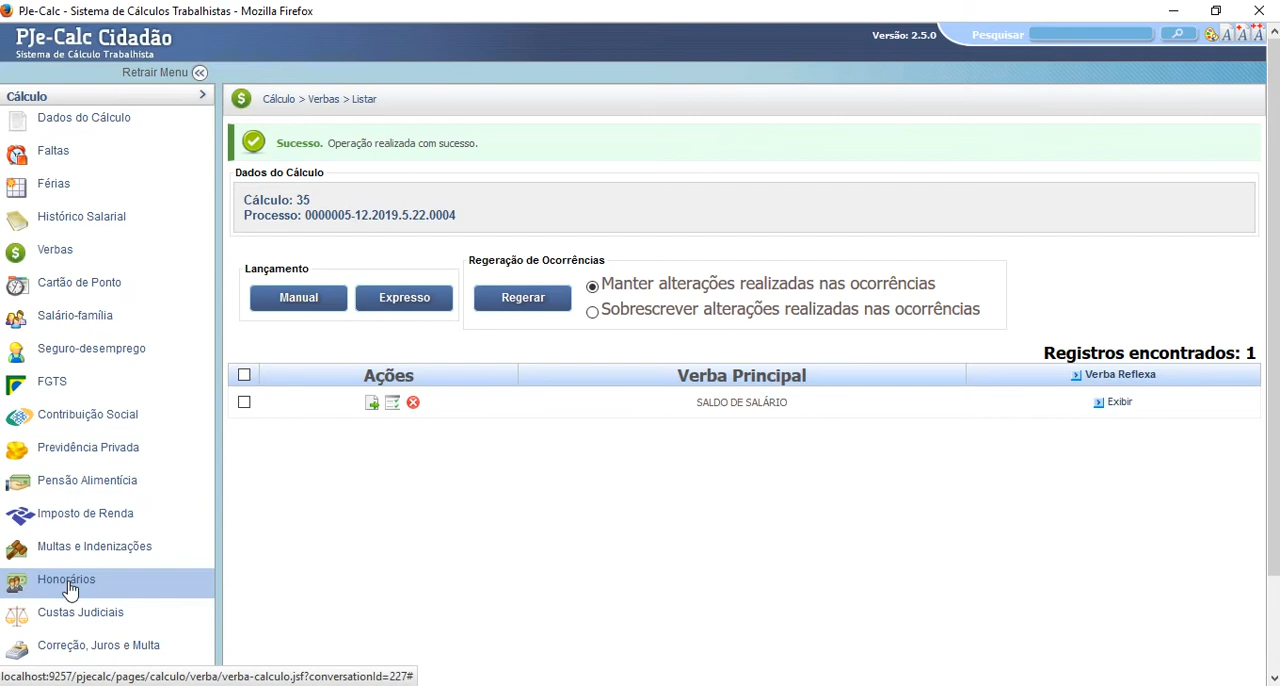 PJe-Calc - Sistema de Cálculos Trabalhistas - Mozilla Firefox
PJe-Calc Cidadão
Sistema de Cálculo Trabalhista
Versão: 2.5.0
Pesquisar
A A A
Retrair Menu
Cálculo
Dados do Cálculo
Faltas
Férias
Histórico Salarial
Verbas
Cartão de Ponto
Salário-família
Seguro-desemprego
FGTS
Contribuição Social
Previdência Privada
Pensão Alimentícia
Imposto de Renda
Multas e Indenizações
Honorários
Custas Judiciais
Correção, Juros e Multa
Cálculo > Verbas > Listar
Sucesso. Operação realizada com sucesso.
Dados do Cálculo
Cálculo: 35
Processo: 0000005-12.2019.5.22.0004
Lançamento
Manual Expresso
Regeração de Ocorrências
Regerar
Manter alterações realizadas nas ocorrências
Sobrescrever alterações realizadas nas ocorrências
Registros encontrados: 1
Ações Verba Principal Verba Reflexa
SALDO DE SALÁRIO Exibir
localhost:9257/pjecalc/pages/calculo/verba/verba-calculo.jsf?conversationId=227#